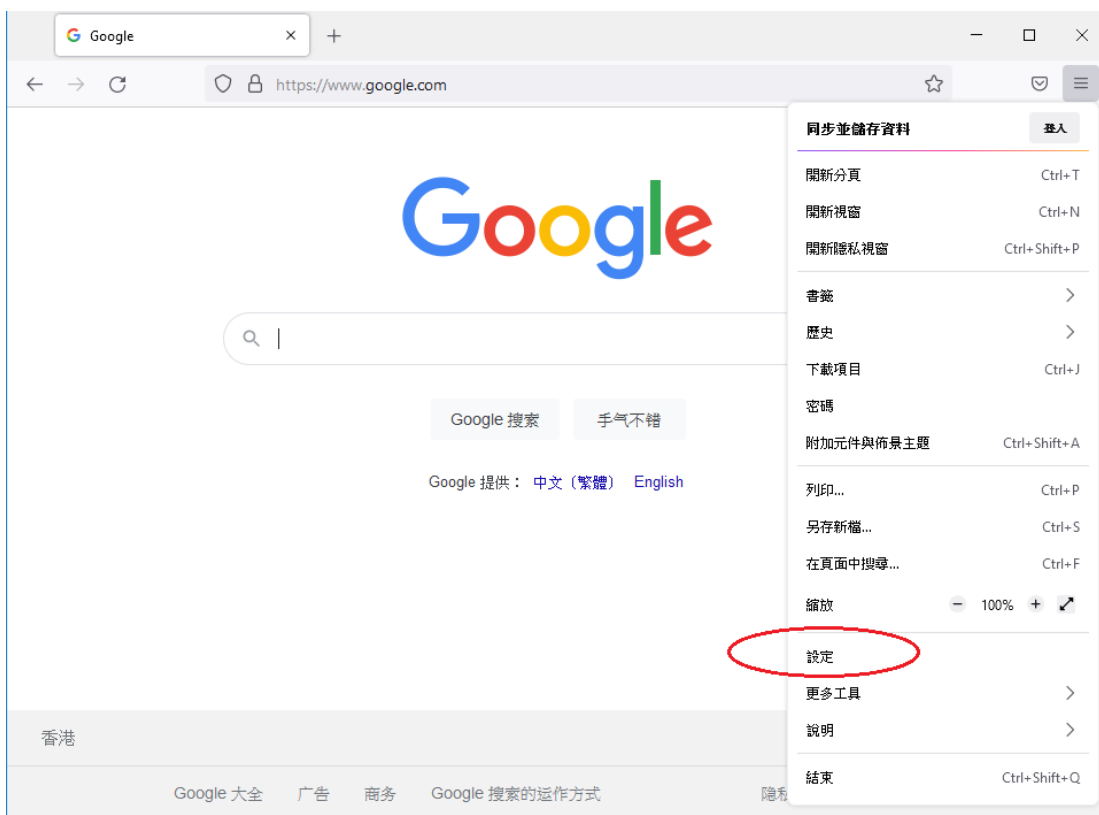 Google
https://www.google.com
同步並儲存資料 登入
開新分頁 Ctrl+T
開新視窗 Ctrl+N
開新隱私視窗 Ctrl+Shift+P
Google
書籤
歷史
下載項目 Ctrl+J
密碼
附加元件與佈景主題 Ctrl+Shift+A
Google 搜索 手气不错
Google 提供： 中文（繁體） English
列印... Ctrl+P
另存新檔... Ctrl+S
在頁面中搜尋... Ctrl+F
縮放 100%
設定
更多工具
說明
結束 Ctrl+Shift+Q
香港
Google 大全 广告 商务 Google 搜索的运作方式 隐